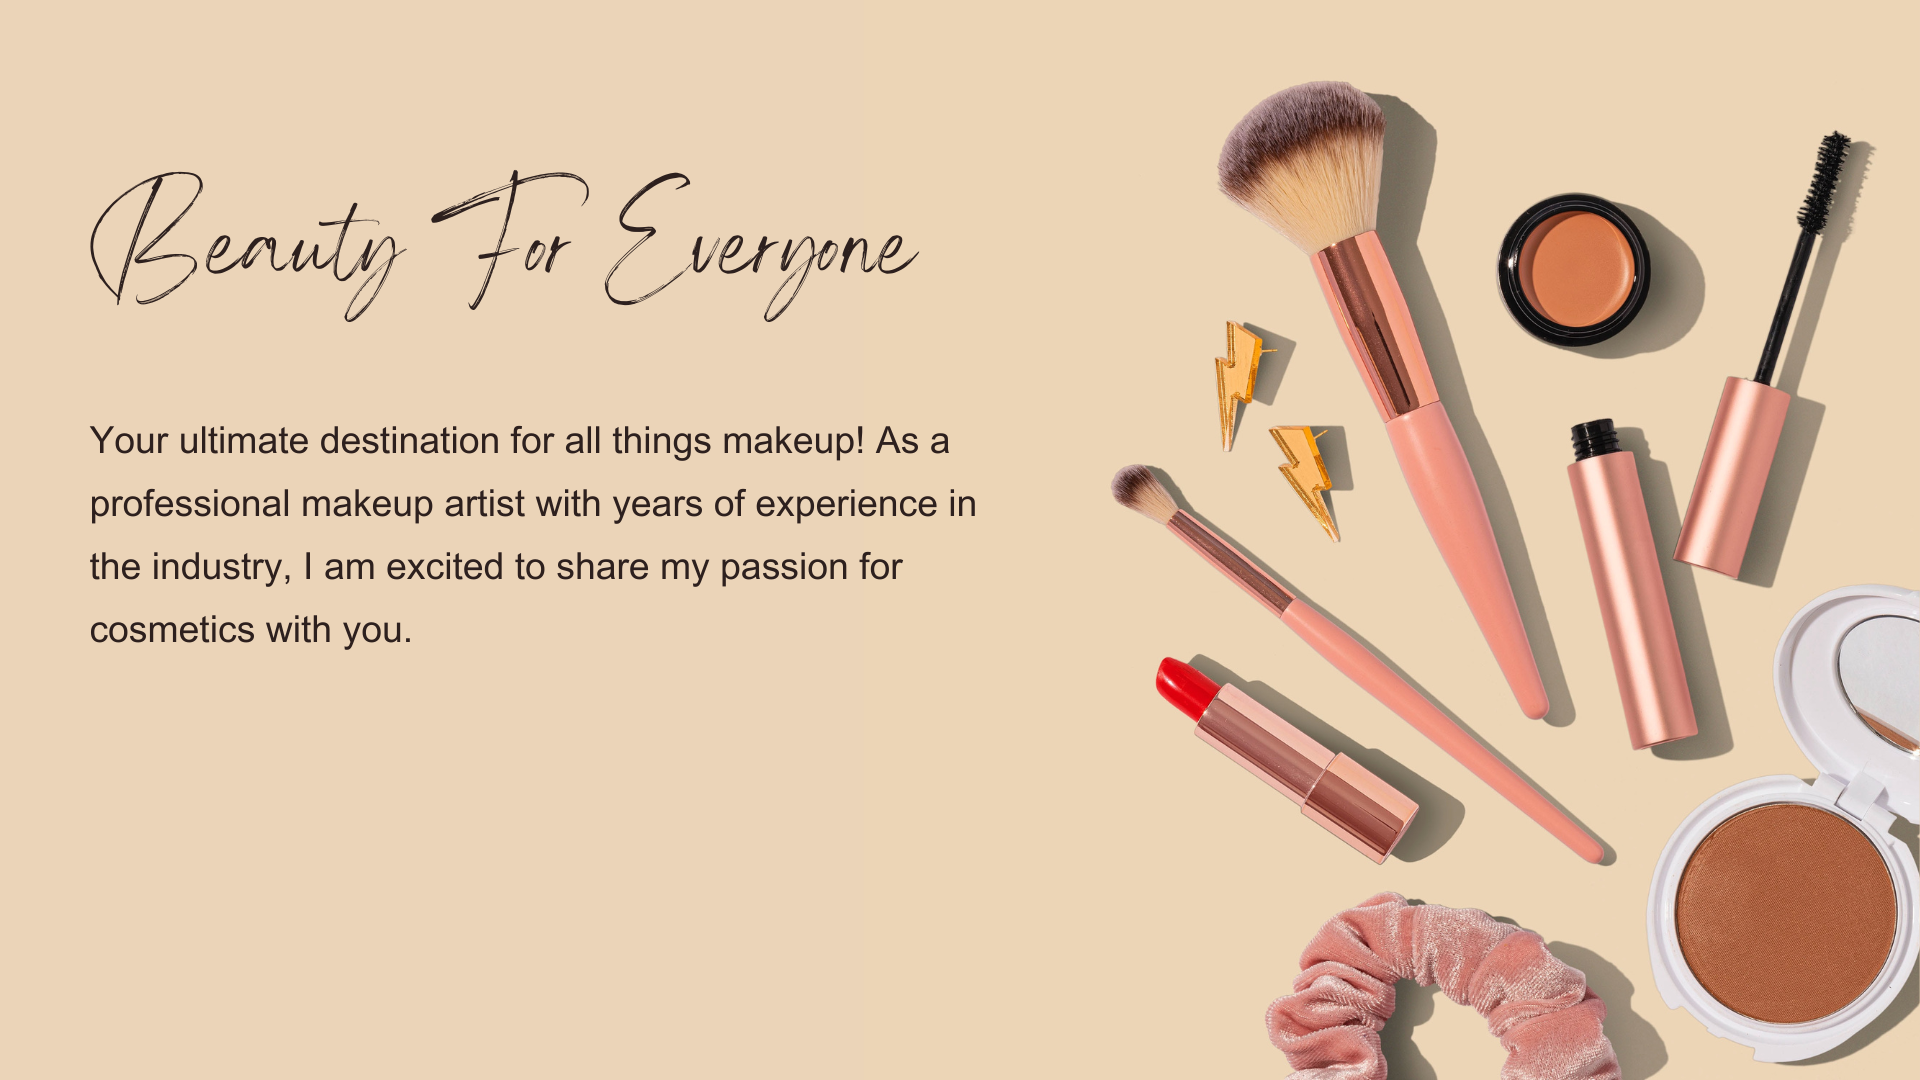 Beauty For Everyone
Your ultimate destination for all things makeup! As a
professional makeup artist with years of experience in
the industry, I am excited to share my passion for
cosmetics with you.